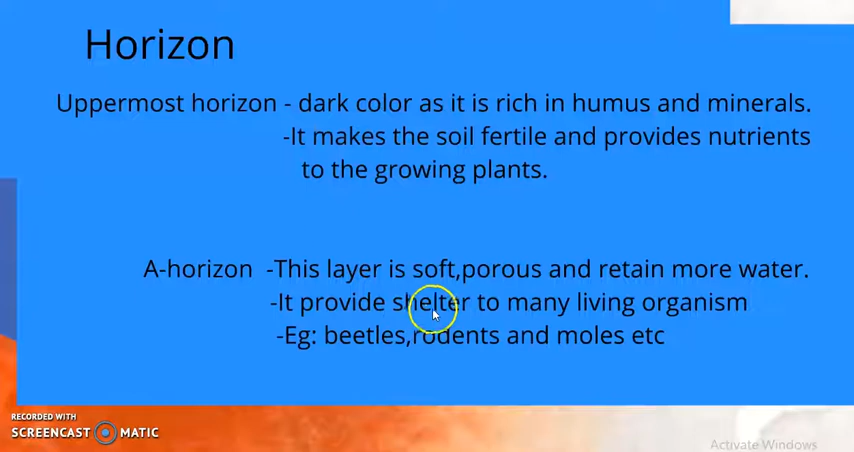 Horizon
Uppermost horizon - dark color as it is rich in humus and minerals.
-It makes the soil fertile and provides nutrients
to the growing plants.
A-horizon -This layer is soft,porous and retain more water.
-It provide shelter to many living organism
-Eg: beetles,rodents and moles etc
RECORDED WITH
SCREENCAST MATIC
Activate Windows